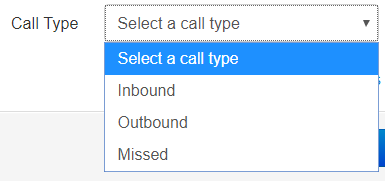 Call Type Select a call type
Select a call type
Inbound
Outbound
Missed